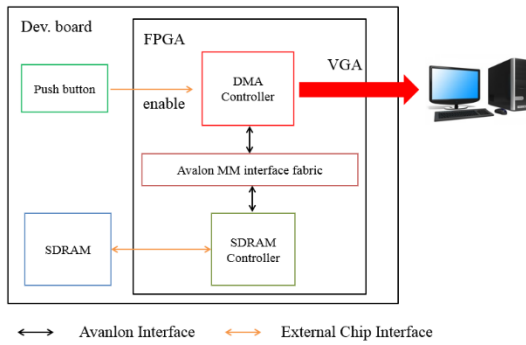 Dev. board
FPGA
VGA
Push button
enable
DMA
Controller
Avalon MM interface fabric
SDRAM
SDRAM
Controller
Avanlon Interface
External Chip Interface